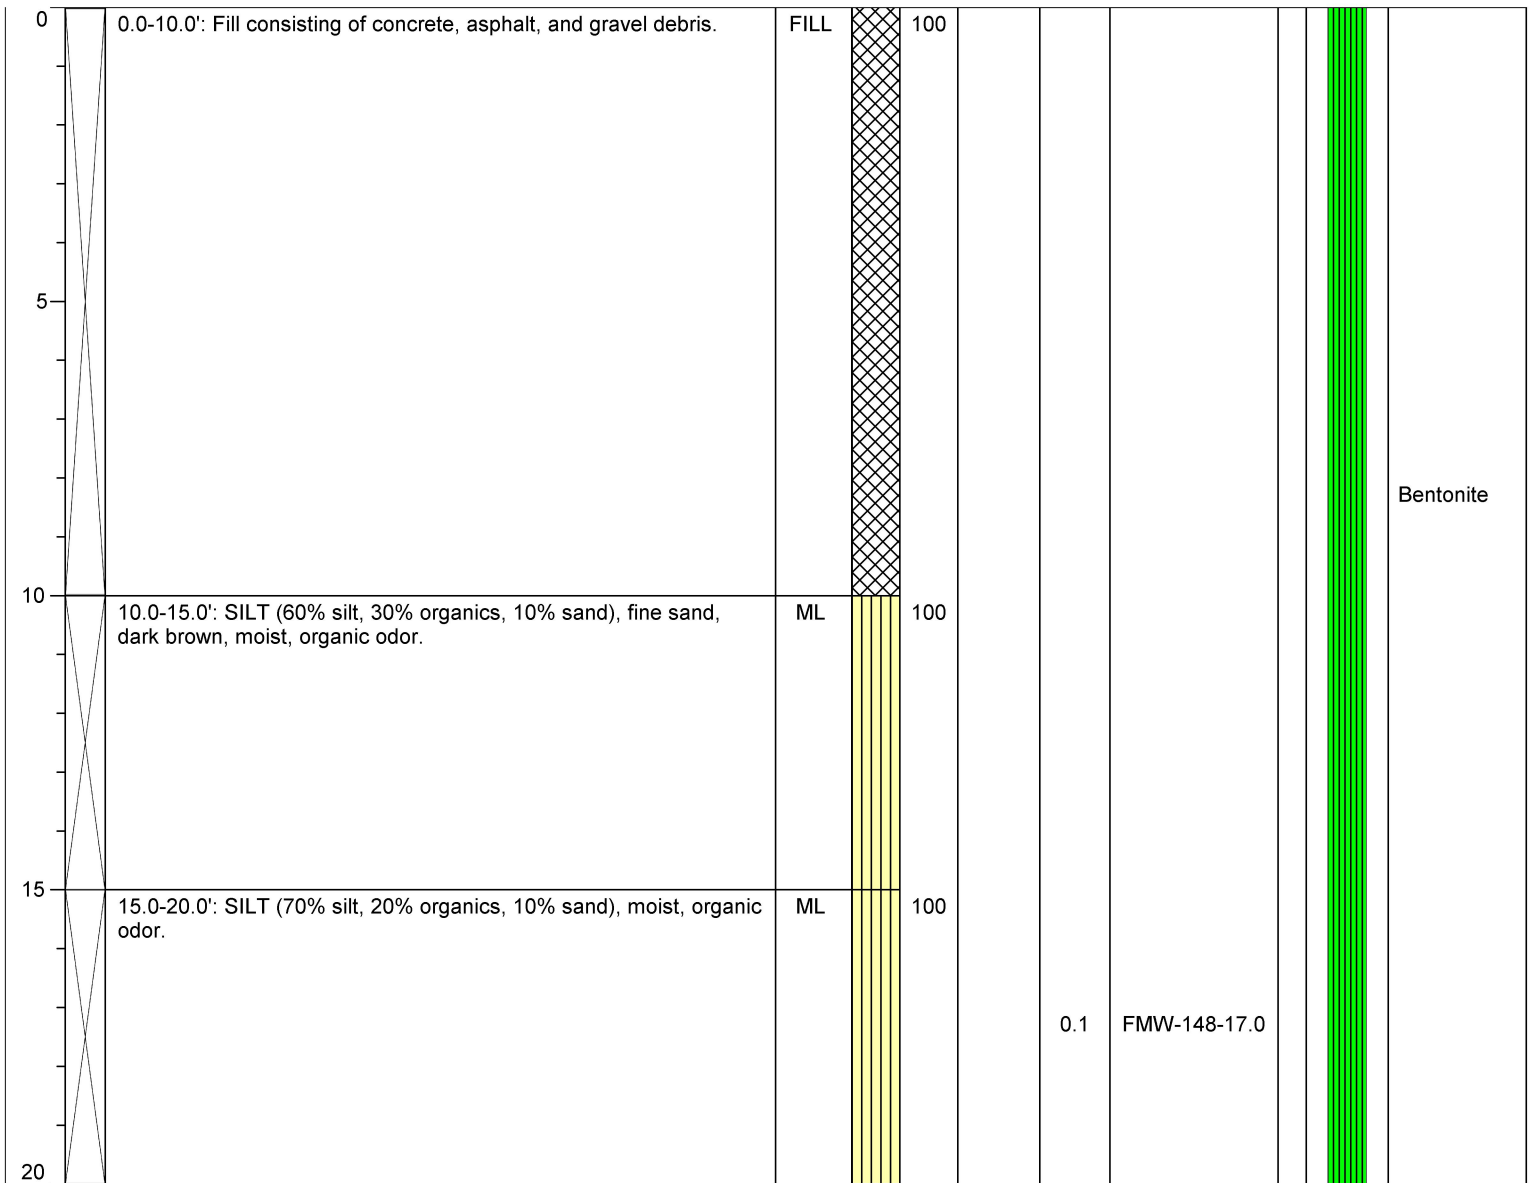 0
0.0-10.0': Fill consisting of concrete, asphalt, and gravel debris.
FILL
100
5
Bentonite
10
10.0-15.0': SILT (60% silt, 30% organics, 10% sand), fine sand,
dark brown, moist, organic odor.
ML
100
15
15.0-20.0': SILT (70% silt, 20% organics, 10% sand), moist, organic
odor.
ML
100
0.1
FMW-148-17.0
20